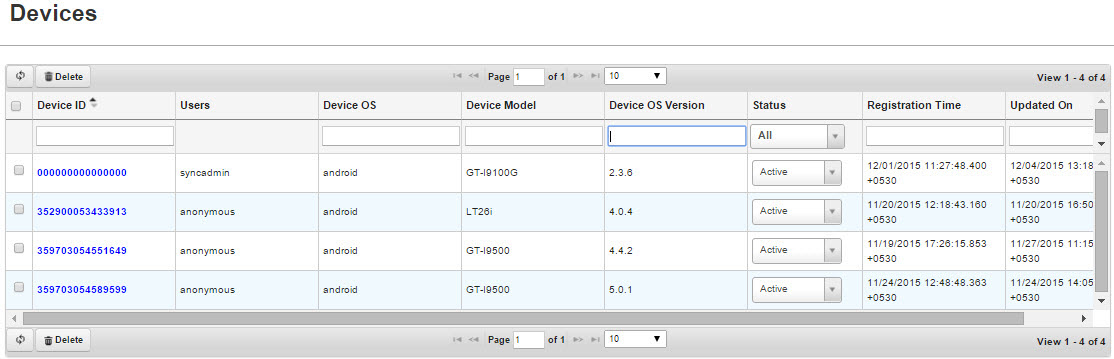 Devices
Delete Page 1 of 1 10 View 1 - 4 of 4
Device ID Users Device OS Device Model Device OS Version Status Registration Time Updated On
All
000000000000000 syncadmin android GT-I9100G 2.3.6 Active 12/01/2015 11:27:48.400 12/04/2015 13:18
+0530
352900053433913 anonymous android LT26i 4.0.4 Active 11/20/2015 12:18:43.160 11/20/2015 16:50
+0530
359703054551649 anonymous android GT-I9500 4.4.2 Active 11/19/2015 17:26:15.853 11/27/2015 11:15
+0530
359703054589599 anonymous android GT-I9500 5.0.1 Active 11/24/2015 12:48:48.363 11/24/2015 14:05
+0530
Delete Page 1 of 1 10 View 1 - 4 of 4